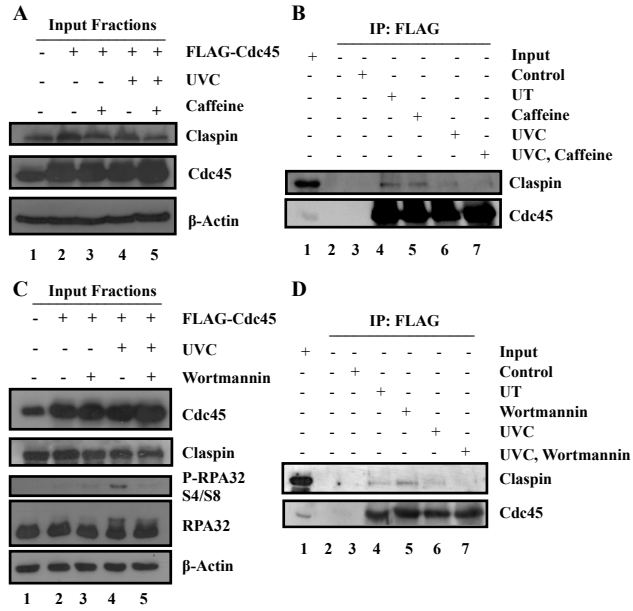 A
Input Fractions
- + + + + FLAG-Cdc45
- - - + + UVC
- - + - + Caffeine
Claspin
Cdc45
β-Actin
1 2 3 4 5
B
IP: FLAG
+ - - - - - - Input
- - + - - - - Control
- - - + - - - UT
- - - - + - - Caffeine
- - - - - + - UVC
- - - - - - + UVC, Caffeine
Claspin
Cdc45
1 2 3 4 5 6 7
C
Input Fractions
- + + + + FLAG-Cdc45
- - - + + UVC
- - + - + Wortmannin
Cdc45
Claspin
P-RPA32
S4/S8
RPA32
β-Actin
1 2 3 4 5
D
IP: FLAG
+ - - - - - - Input
- - + - - - - Control
- - - + - - - UT
- - - - + - - Wortmannin
- - - - - + - UVC
- - - - - - + UVC, Wortmannin
Claspin
Cdc45
1 2 3 4 5 6 7